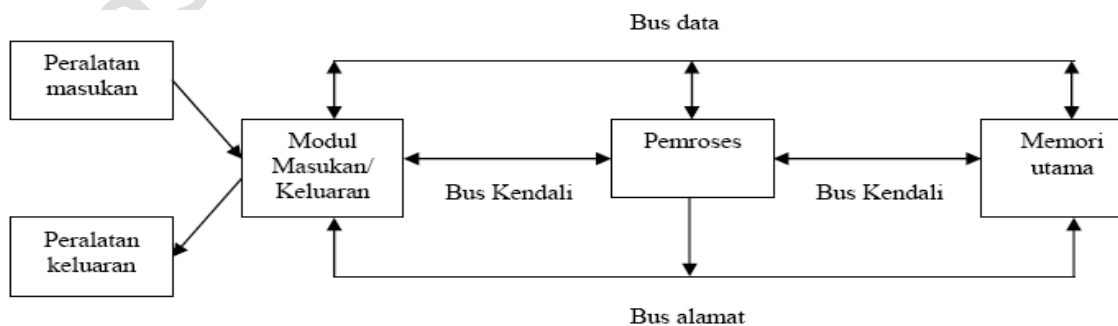 Bus data
Peralatan
masukan
Modul
Masukan/
Keluaran
Pemroses
Memori
utama
Bus Kendali
Bus Kendali
Peralatan
keluaran
Bus alamat